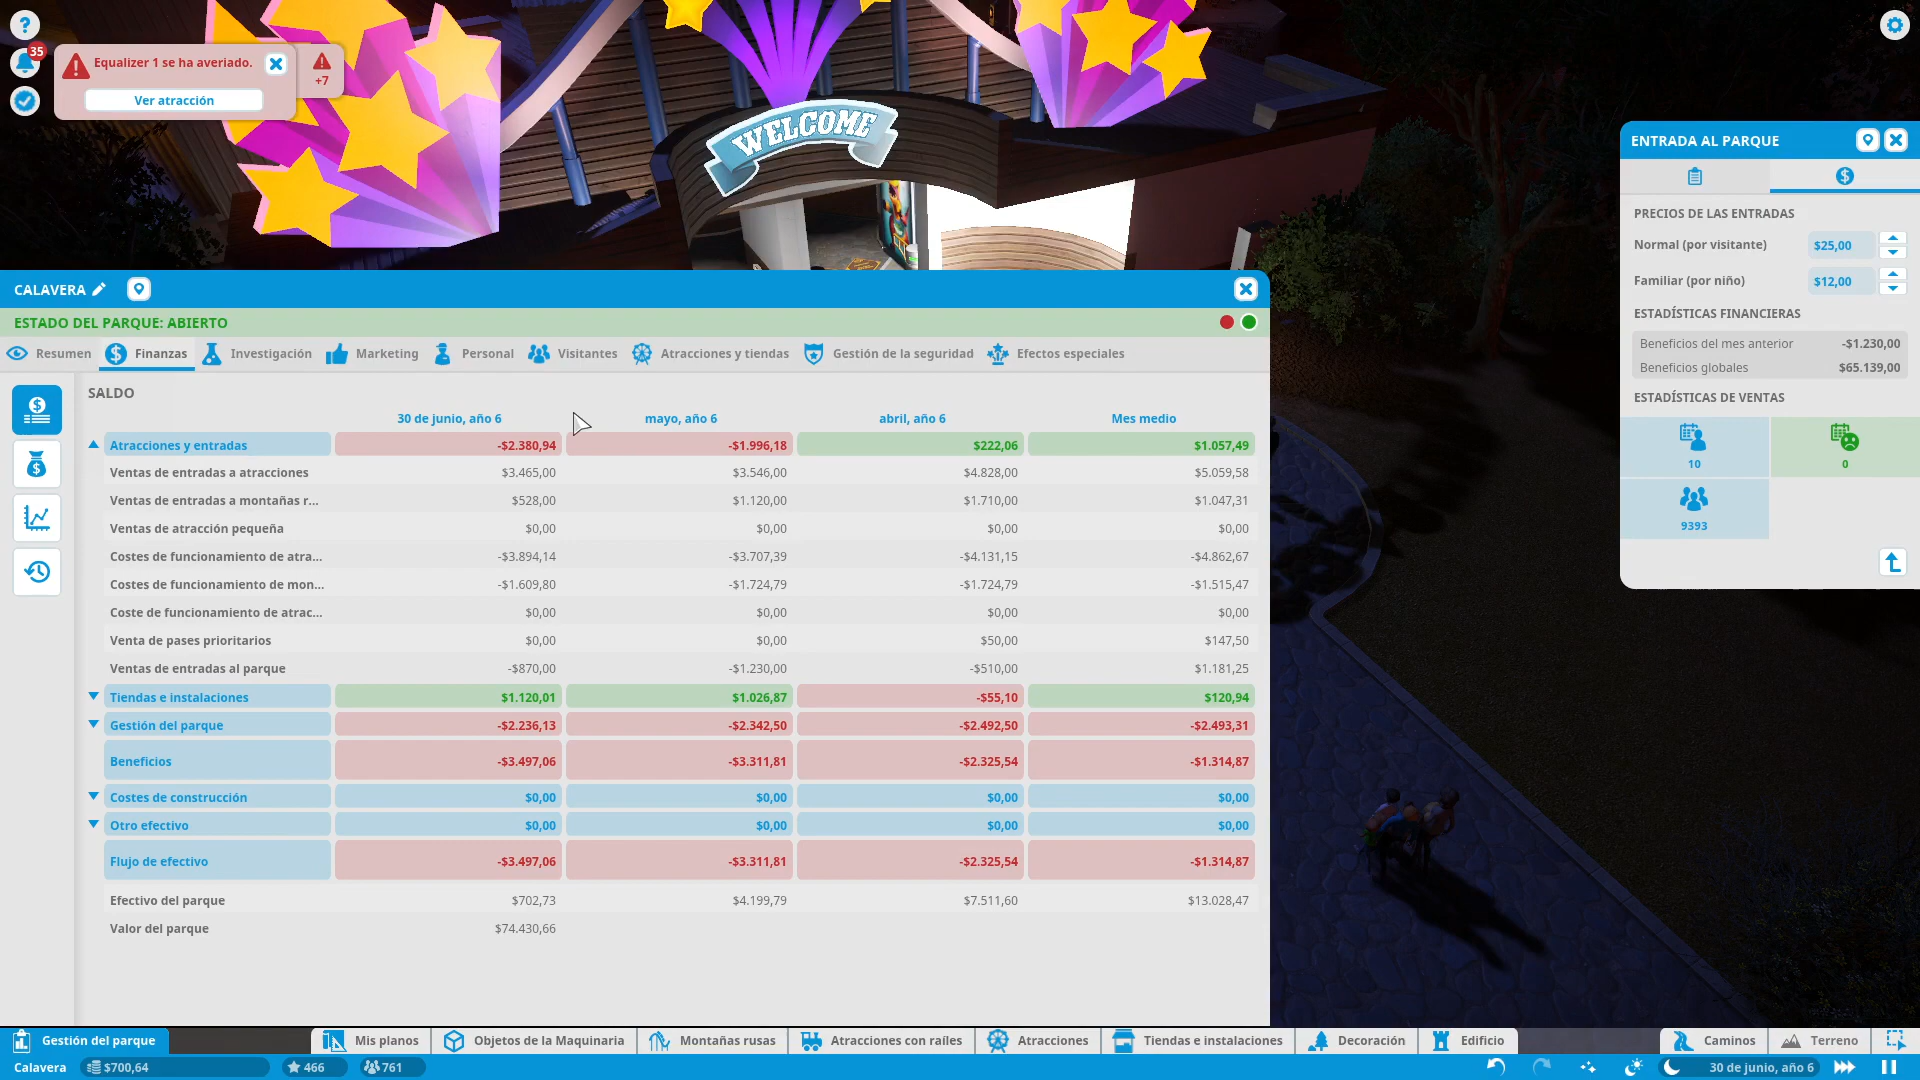 ?
35
Equalizer 1 se ha averiado.
Ver atracción
+7
WELCOME
ENTRADA AL PARQUE
PRECIOS DE LAS ENTRADAS
Normal (por visitante) $25,00
Familiar (por niño) $12,00
ESTADÍSTICAS FINANCIERAS
Beneficios del mes anterior -$1.230,00
Beneficios globales $65.139,00
ESTADÍSTICAS DE VENTAS
10 0
9393
CALAVERA
ESTADO DEL PARQUE: ABIERTO
Resumen Finanzas Investigación Marketing Personal Visitantes Atracciones y tiendas Gestión de la seguridad Efectos especiales
SALDO
30 de junio, año 6 mayo, año 6 abril, año 6 Mes medio
Atracciones y entradas -$2.380,94 -$1.996,18 $222,06 $1.057,49
Ventas de entradas a atracciones $3.465,00 $3.546,00 $4.828,00 $5.059,58
Ventas de entradas a montañas r... $528,00 $1.120,00 $1.710,00 $1.047,31
Ventas de atracción pequeña $0,00 $0,00 $0,00 $0,00
Costes de funcionamiento de atra... -$3.894,14 -$3.707,39 -$4.131,15 -$4.862,67
Costes de funcionamiento de mon... -$1.609,80 -$1.724,79 -$1.724,79 -$1.515,47
Coste de funcionamiento de atrac... $0,00 $0,00 $0,00 $0,00
Venta de pases prioritarios $0,00 $0,00 $50,00 $147,50
Ventas de entradas al parque -$870,00 -$1.230,00 -$510,00 $1.181,25
Tiendas e instalaciones $1.120,01 $1.026,87 -$55,10 $120,94
Gestión del parque -$2.236,13 -$2.342,50 -$2.492,50 -$2.493,31
Beneficios -$3.497,06 -$3.311,81 -$2.325,54 -$1.314,87
Costes de construcción $0,00 $0,00 $0,00 $0,00
Otro efectivo $0,00 $0,00 $0,00 $0,00
Flujo de efectivo -$3.497,06 -$3.311,81 -$2.325,54 -$1.314,87
Efectivo del parque $702,73 $4.199,79 $7.511,60 $13.028,47
Valor del parque $74.430,66
Gestión del parque Mis planos Objetos de la Maquinaria Montañas rusas Atracciones con raíles Atracciones Tiendas e instalaciones Decoración Edificio Caminos Terreno
Calavera $700,64 466 761 30 de junio, año 6